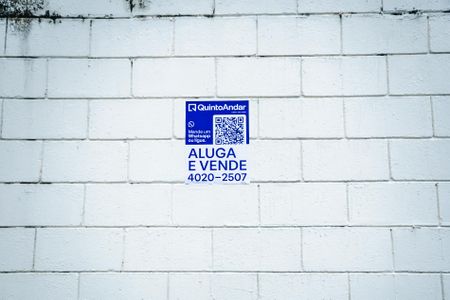 QuintoAndar
Mande um
Whatsapp
ou ligue.
ALUGA
E VENDE
4020-2507